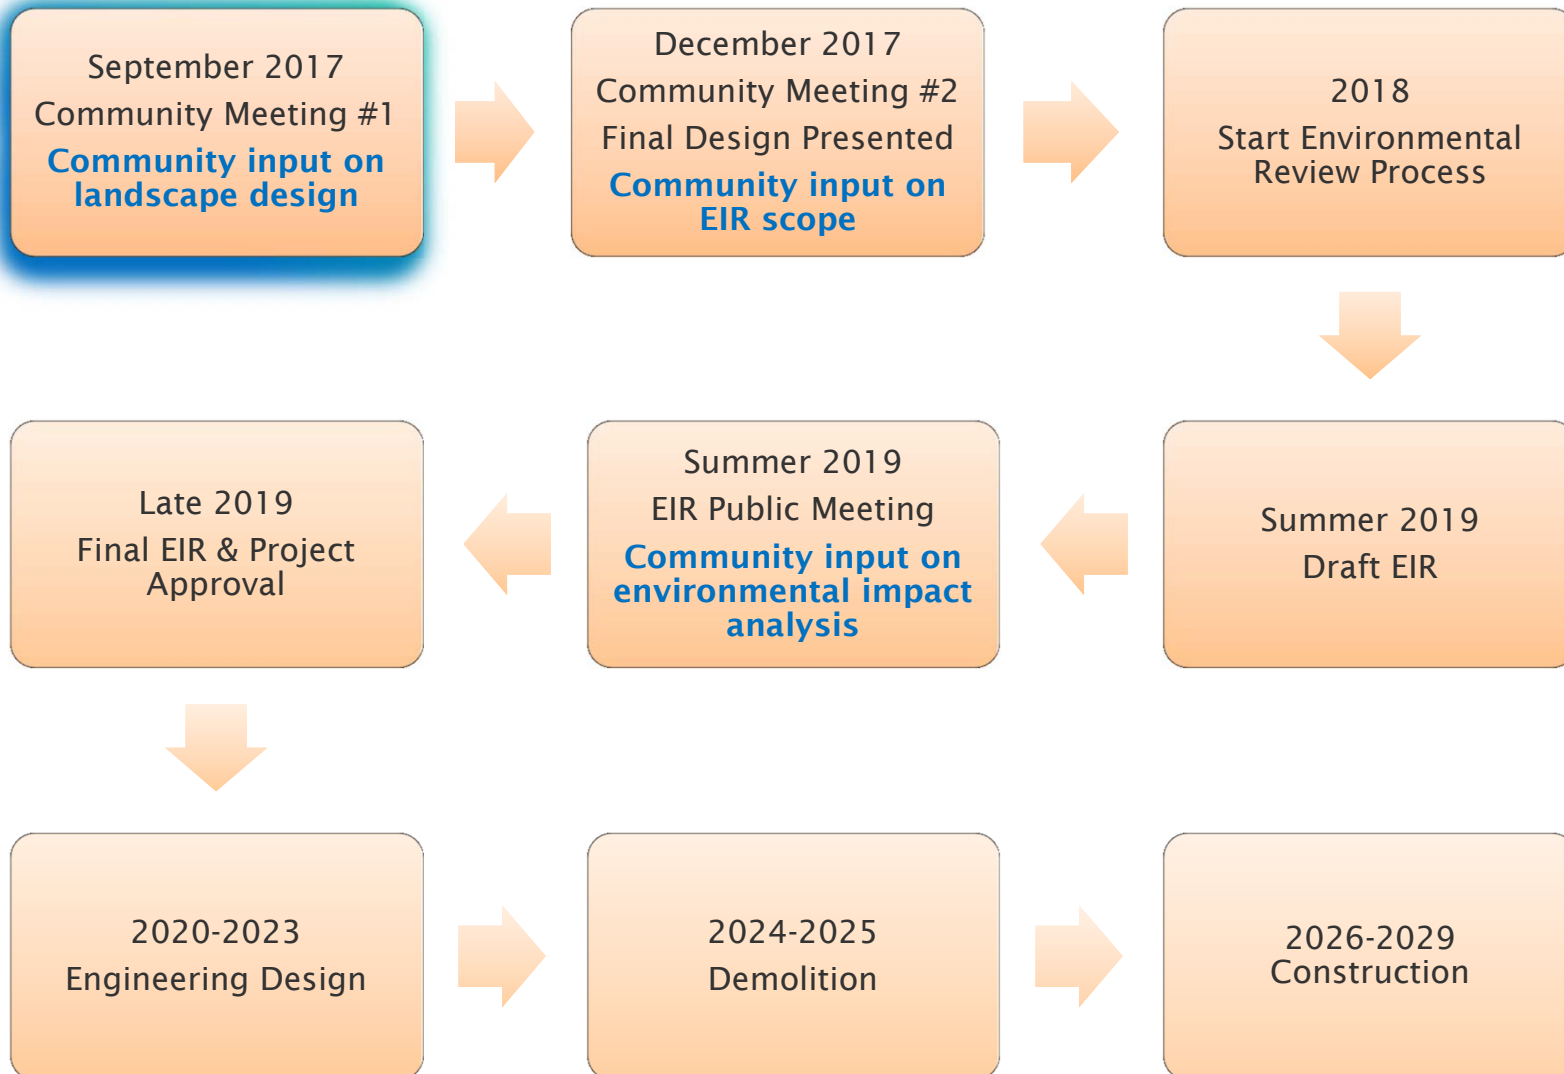 September 2017
Community Meeting #1
Community input on
landscape design
December 2017
Community Meeting #2
Final Design Presented
Community input on
EIR scope
2018
Start Environmental
Review Process
Summer 2019
Draft EIR
Summer 2019
EIR Public Meeting
Community input on
environmental impact
analysis
Late 2019
Final EIR & Project
Approval
2020-2023
Engineering Design
2024-2025
Demolition
2026-2029
Construction